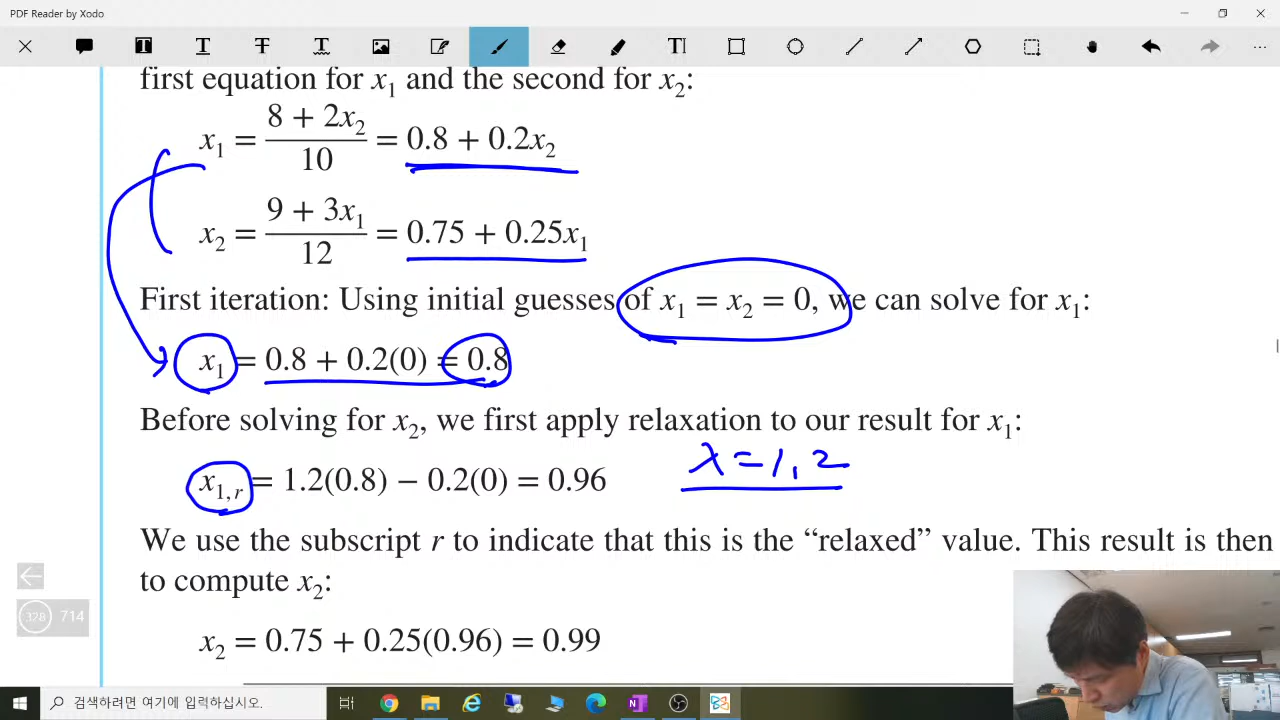 PDF Reader by Xodo
first equation for x₁ and the second for x₂:
x₁ = (8 + 2x₂)/10 = 0.8 + 0.2x₂
x₂ = (9 + 3x₁)/12 = 0.75 + 0.25x₁
First iteration: Using initial guesses of x₁ = x₂ = 0, we can solve for x₁:
x₁ = 0.8 + 0.2(0) = 0.8
Before solving for x₂, we first apply relaxation to our result for x₁:
x₁,ᵣ = 1.2(0.8) − 0.2(0) = 0.96
λ = 1, 2
We use the subscript r to indicate that this is the “relaxed” value. This result is then
to compute x₂:
328 714
x₂ = 0.75 + 0.25(0.96) = 0.99
검색하려면 여기에 입력하십시오.